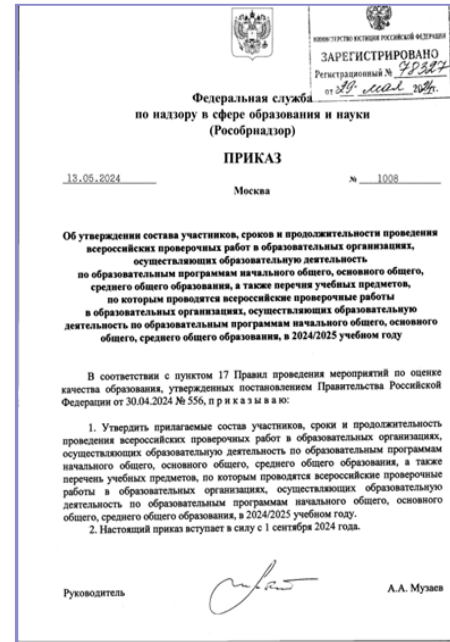 МИНИСТЕРСТВО ЮСТИЦИИ РОССИЙСКОЙ ФЕДЕРАЦИИ
ЗАРЕГИСТРИРОВАНО
Регистрационный № 78327
от 29. мая 2024г.
Федеральная служба
по надзору в сфере образования и науки
(Рособрнадзор)
ПРИКАЗ
13.05.2024 № 1008
Москва
Об утверждении состава участников, сроков и продолжительности проведения
всероссийских проверочных работ в образовательных организациях,
осуществляющих образовательную деятельность
по образовательным программам начального общего, основного общего,
среднего общего образования, а также перечня учебных предметов,
по которым проводятся всероссийские проверочные работы
в образовательных организациях, осуществляющих образовательную
деятельность по образовательным программам начального общего, основного
общего, среднего общего образования, в 2024/2025 учебном году
В соответствии с пунктом 17 Правил проведения мероприятий по оценке
качества образования, утвержденных постановлением Правительства Российской
Федерации от 30.04.2024 № 556, п р и к а з ы в а ю:
1. Утвердить прилагаемые состав участников, сроки и продолжительность
проведения всероссийских проверочных работ в образовательных организациях,
осуществляющих образовательную деятельность по образовательным программам
начального общего, основного общего, среднего общего образования, а также
перечень учебных предметов, по которым проводятся всероссийские проверочные
работы в образовательных организациях, осуществляющих образовательную
деятельность по образовательным программам начального общего, основного
общего, среднего общего образования, в 2024/2025 учебном году.
2. Настоящий приказ вступает в силу с 1 сентября 2024 года.
Руководитель А.А. Музаев